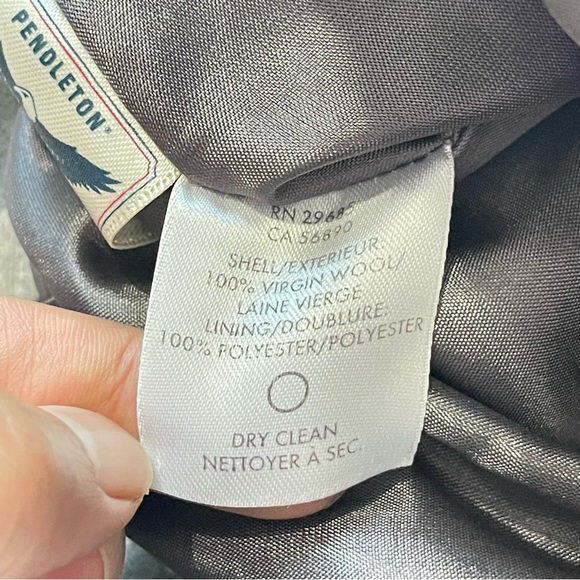 PENDLETON®
RN 29685
CA 56890
SHELL/EXTERIEUR:
100% VIRGIN WOOL/
LAINE VIERGE
LINING/DOUBLURE:
100% POLYESTER/POLYESTER
DRY CLEAN
NETTOYER À SEC.